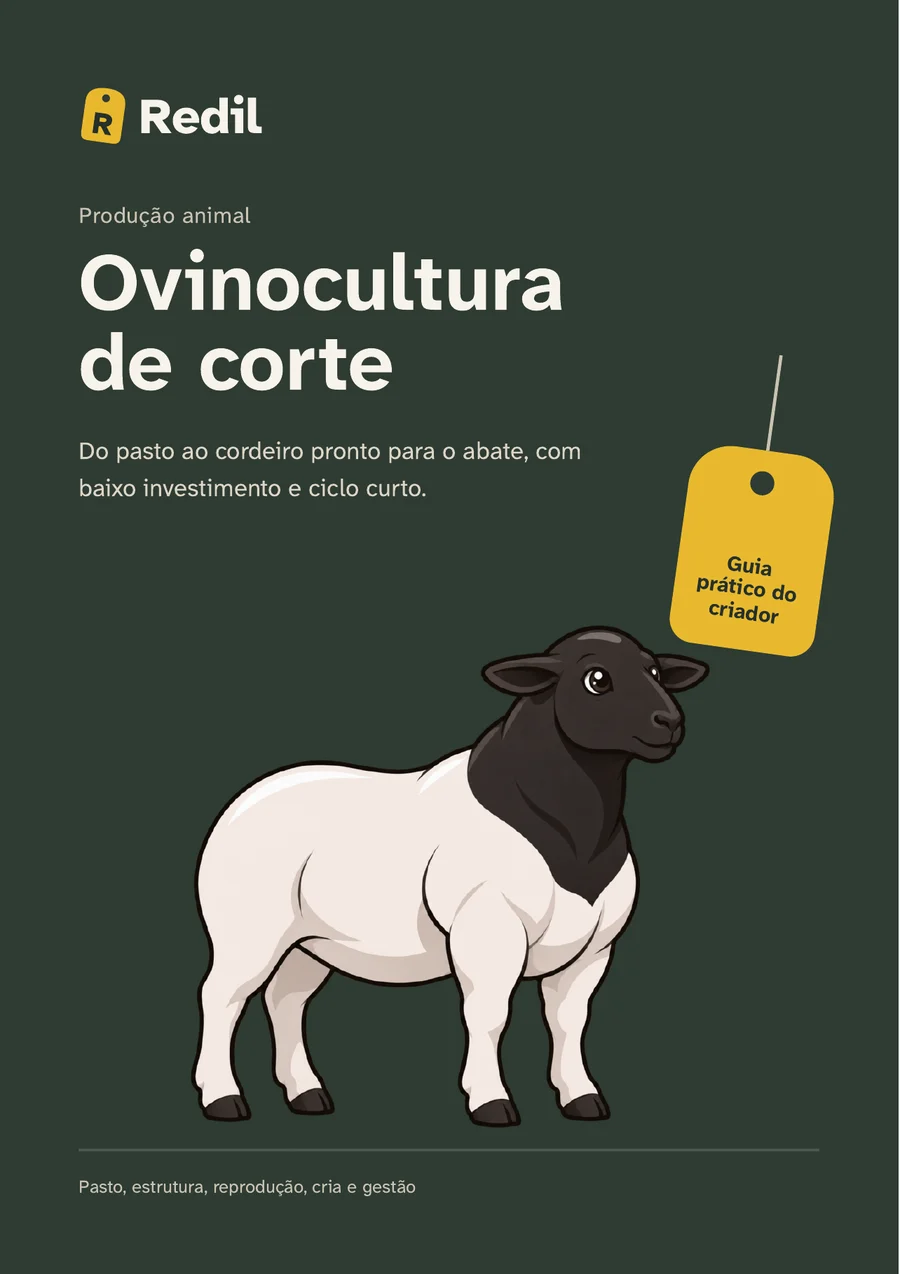 R
Redil
Produção animal
Ovinocultura
de corte
Do pasto ao cordeiro pronto para o abate, com
baixo investimento e ciclo curto.
Guia
prático do
criador
Pasto, estrutura, reprodução, cria e gestão